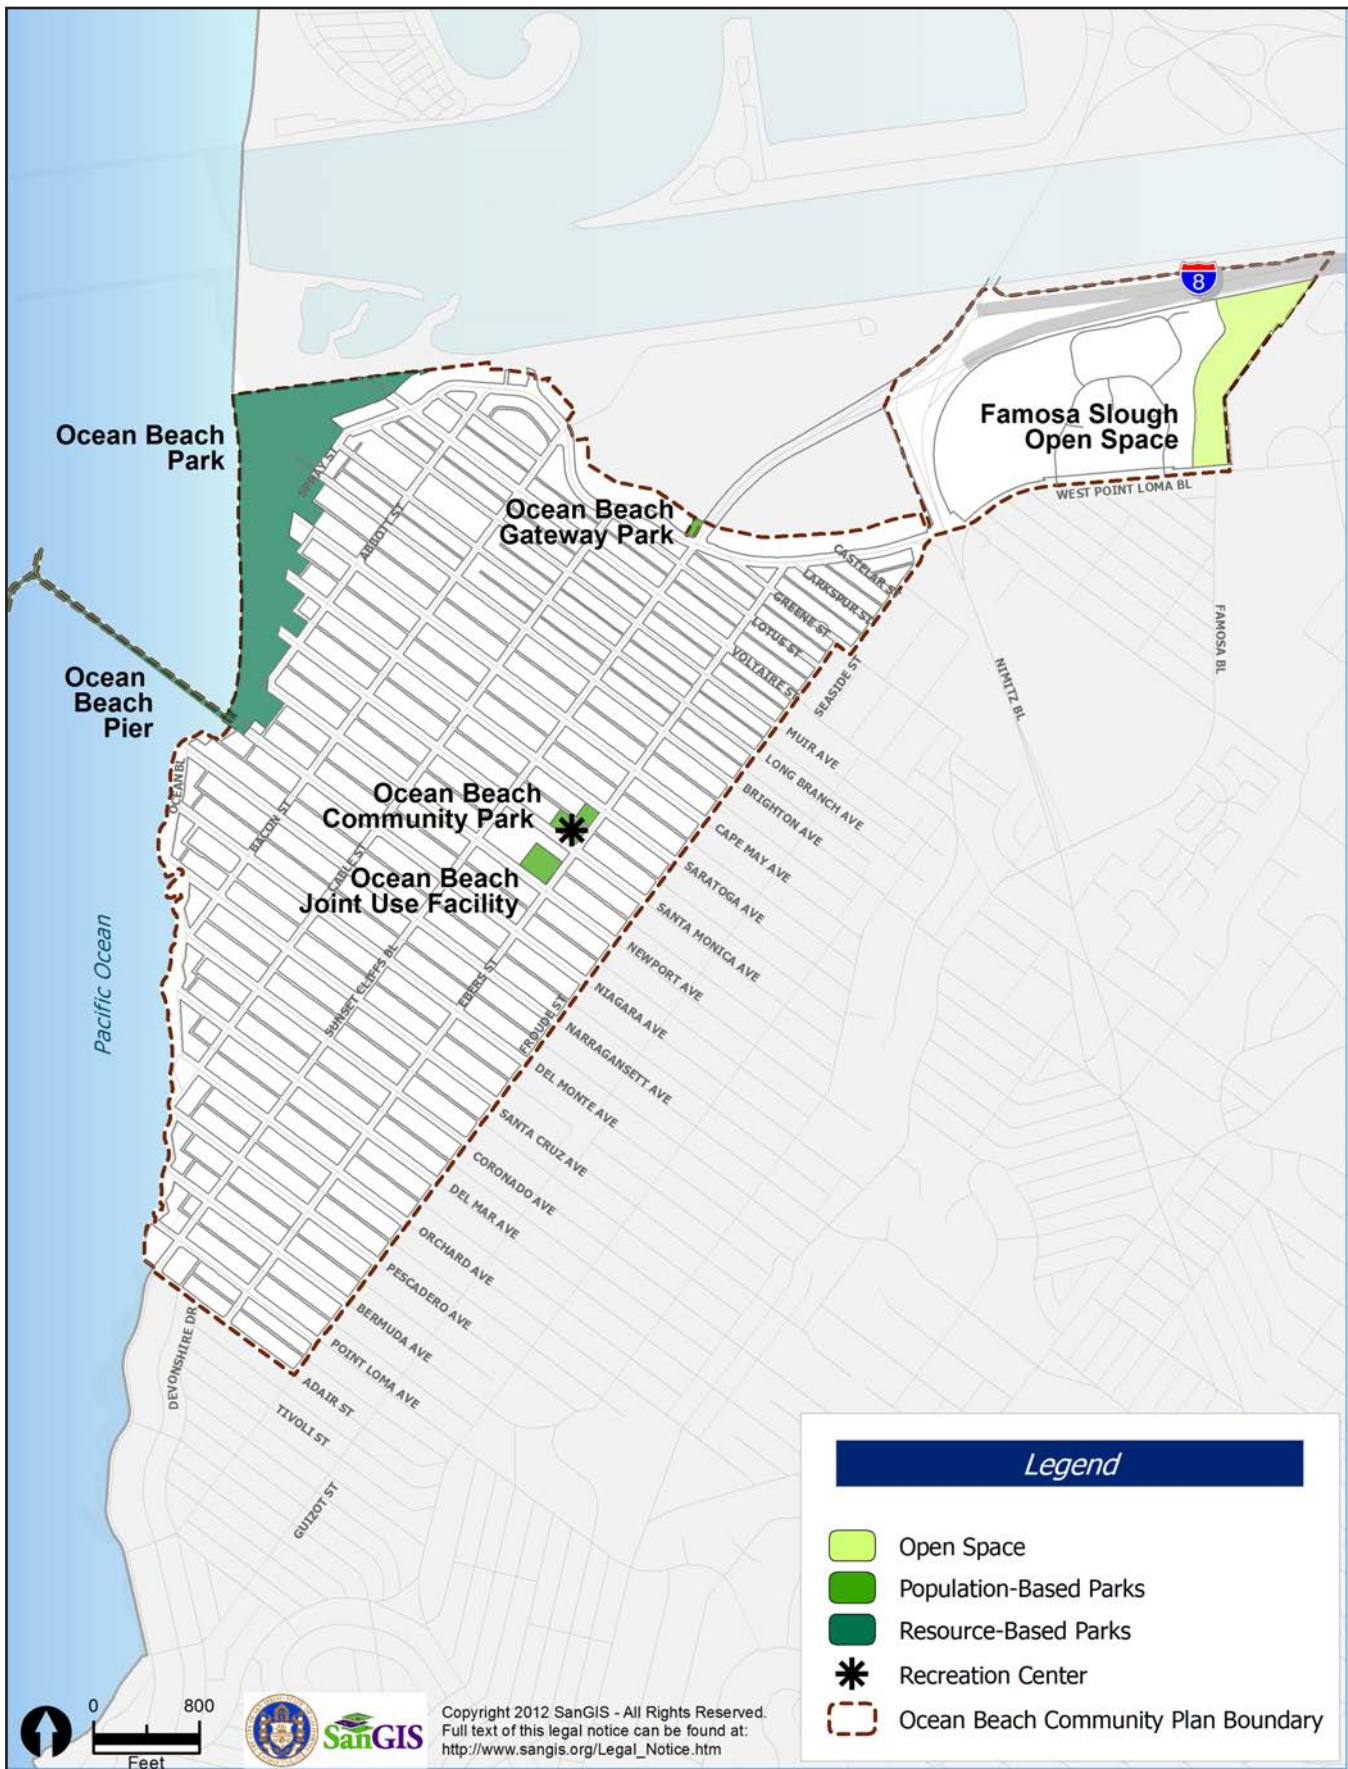 8
Famosa Slough
Open Space
WEST POINT LOMA BL
Ocean Beach
Park
SPRAY ST
ABBOTT ST
Ocean Beach
Gateway Park
CASTELAR ST
LARKSPUR ST
GREENE ST
LOTUS ST
VOLTAIRE ST
SEASIDE ST
NIMITZ BL
FAMOSA BL
Ocean
Beach
Pier
OCEAN BL
BACON ST
CABLE ST
SUNSET CLIFFS BL
EBERS ST
FROUDE ST
Ocean Beach
Community Park
Ocean Beach
Joint Use Facility
Pacific Ocean
MUIR AVE
LONG BRANCH AVE
BRIGHTON AVE
CAPE MAY AVE
SARATOGA AVE
SANTA MONICA AVE
NEWPORT AVE
NIAGARA AVE
NARRAGANSETT AVE
DEL MONTE AVE
SANTA CRUZ AVE
CORONADO AVE
DEL MAR AVE
ORCHARD AVE
PESCADERO AVE
BERMUDA AVE
POINT LOMA AVE
ADAIR ST
TIVOLI ST
GUIZOT ST
DEVONSHIRE DR
Legend
Open Space
Population-Based Parks
Resource-Based Parks
Recreation Center
Ocean Beach Community Plan Boundary
0 800
Feet
SanGIS
Copyright 2012 SanGIS - All Rights Reserved.
Full text of this legal notice can be found at:
http://www.sangis.org/Legal_Notice.htm